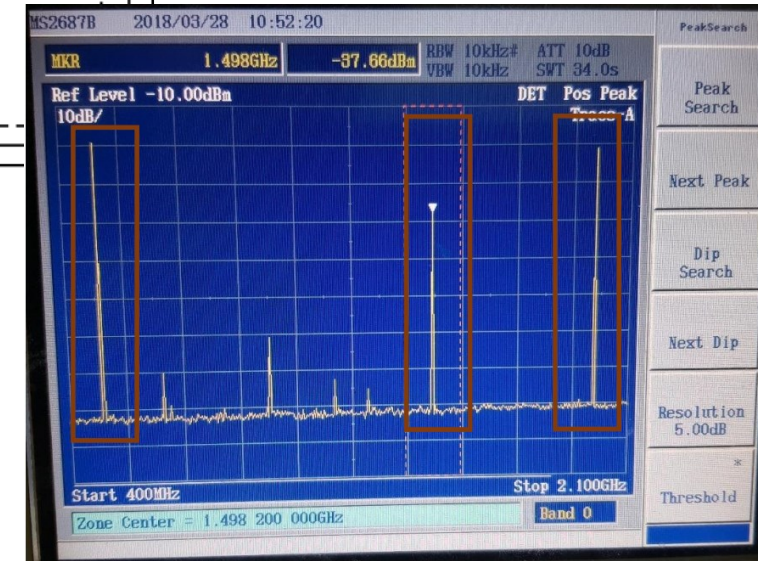 MS2687B 2018/03/28 10:52:20
MKR 1.498GHz -37.66dBm
RBW 10kHz# ATT 10dB
VBW 10kHz SWT 34.0s
Ref Level -10.00dBm DET Pos Peak
10dB/ Trace-A
Start 400MHz Stop 2.100GHz
Zone Center = 1.498 200 000GHz Band 0
PeakSearch
Peak
Search
Next Peak
Dip
Search
Next Dip
Resolution
5.00dB
*
Threshold